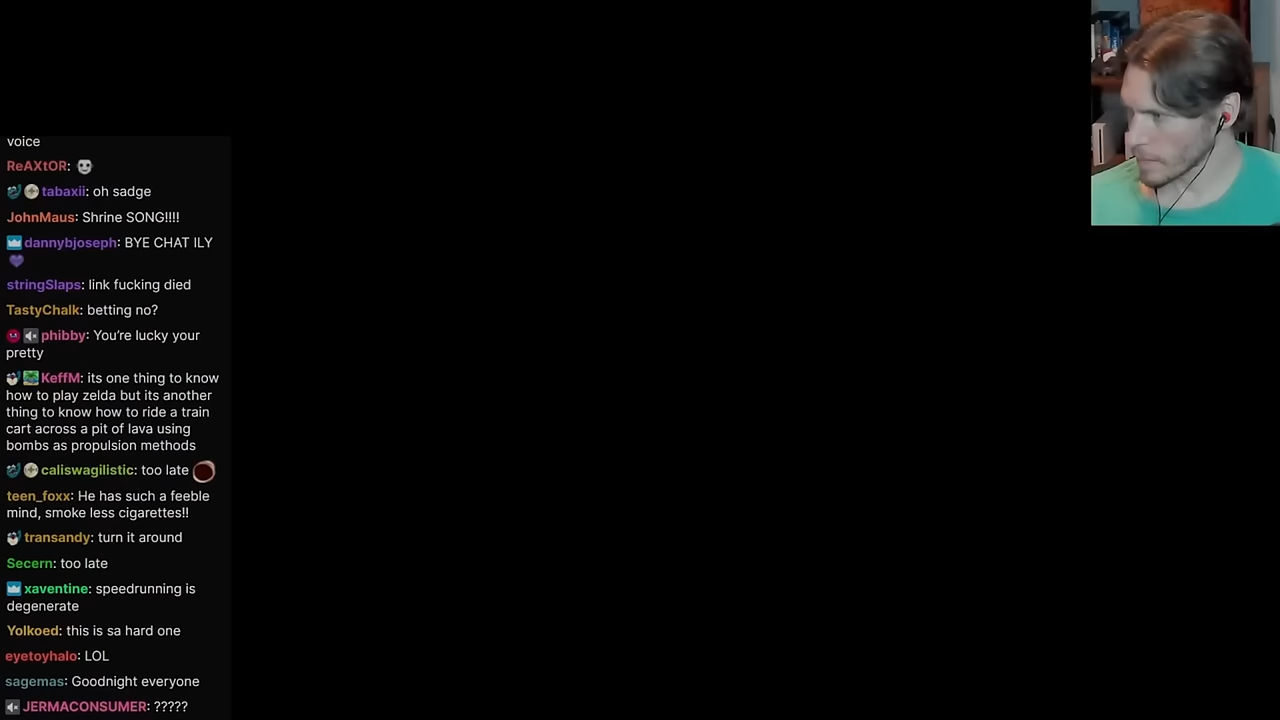 voice
ReAXtOR:
tabaxii: oh sadge
JohnMaus: Shrine SONG!!!!
dannybjoseph: BYE CHAT ILY
stringSlaps: link fucking died
TastyChalk: betting no?
phibby: You’re lucky your
pretty
KeffM: its one thing to know
how to play zelda but its another
thing to know how to ride a train
cart across a pit of lava using
bombs as propulsion methods
caliswagilistic: too late
teen_foxx: He has such a feeble
mind, smoke less cigarettes!!
transandy: turn it around
Secern: too late
xaventine: speedrunning is
degenerate
Yolkoed: this is sa hard one
eyetoyhalo: LOL
sagemas: Goodnight everyone
JERMACONSUMER: ?????